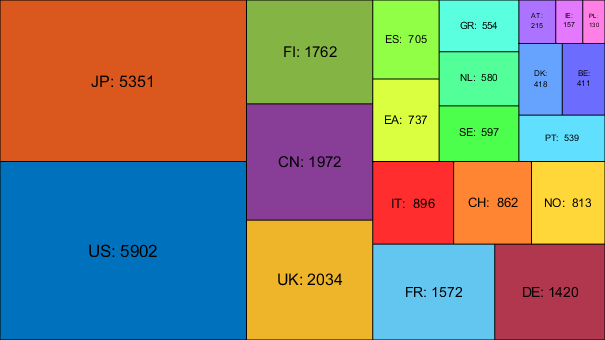 JP: 5351
US: 5902
FI: 1762
CN: 1972
UK: 2034
ES: 705
EA: 737
GR: 554
NL: 580
SE: 597
AT:
215
IE:
157
PL:
130
DK:
418
BE:
411
PT: 539
IT: 896
CH: 862
NO: 813
FR: 1572
DE: 1420